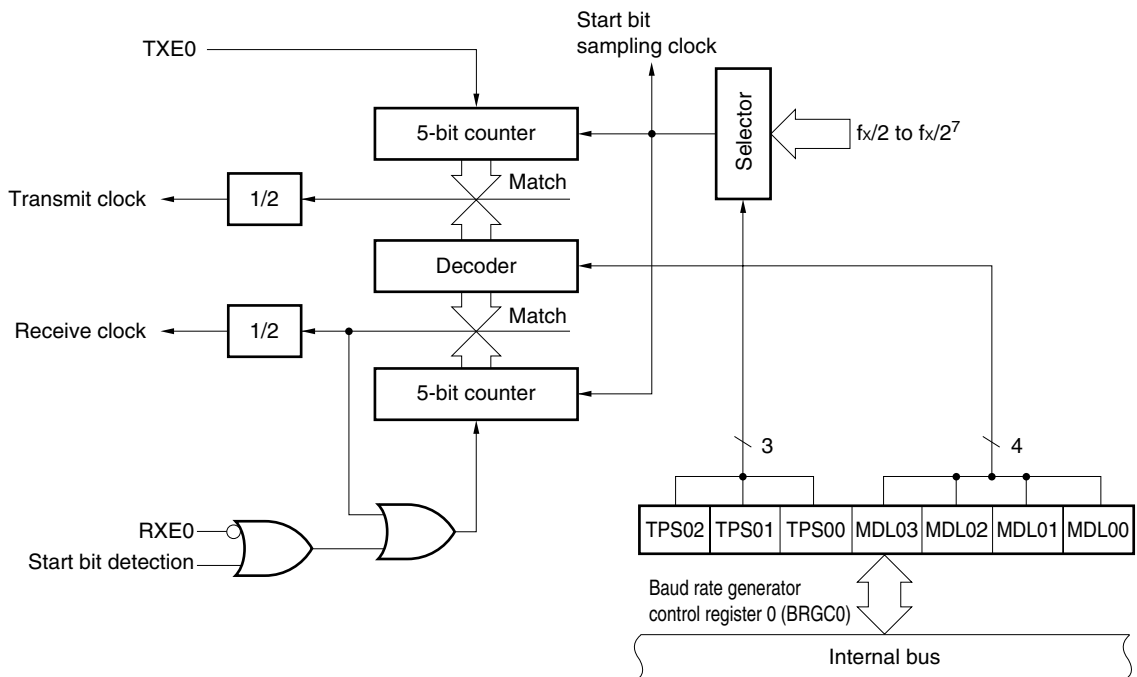 Start bit
sampling clock
TXE0
5-bit counter
Selector
fx/2 to fx/2⁷
Match
Transmit clock
1/2
Decoder
Receive clock
1/2
Match
5-bit counter
3
4
RXE0
Start bit detection
TPS02 TPS01 TPS00 MDL03 MDL02 MDL01 MDL00
Baud rate generator
control register 0 (BRGC0)
Internal bus